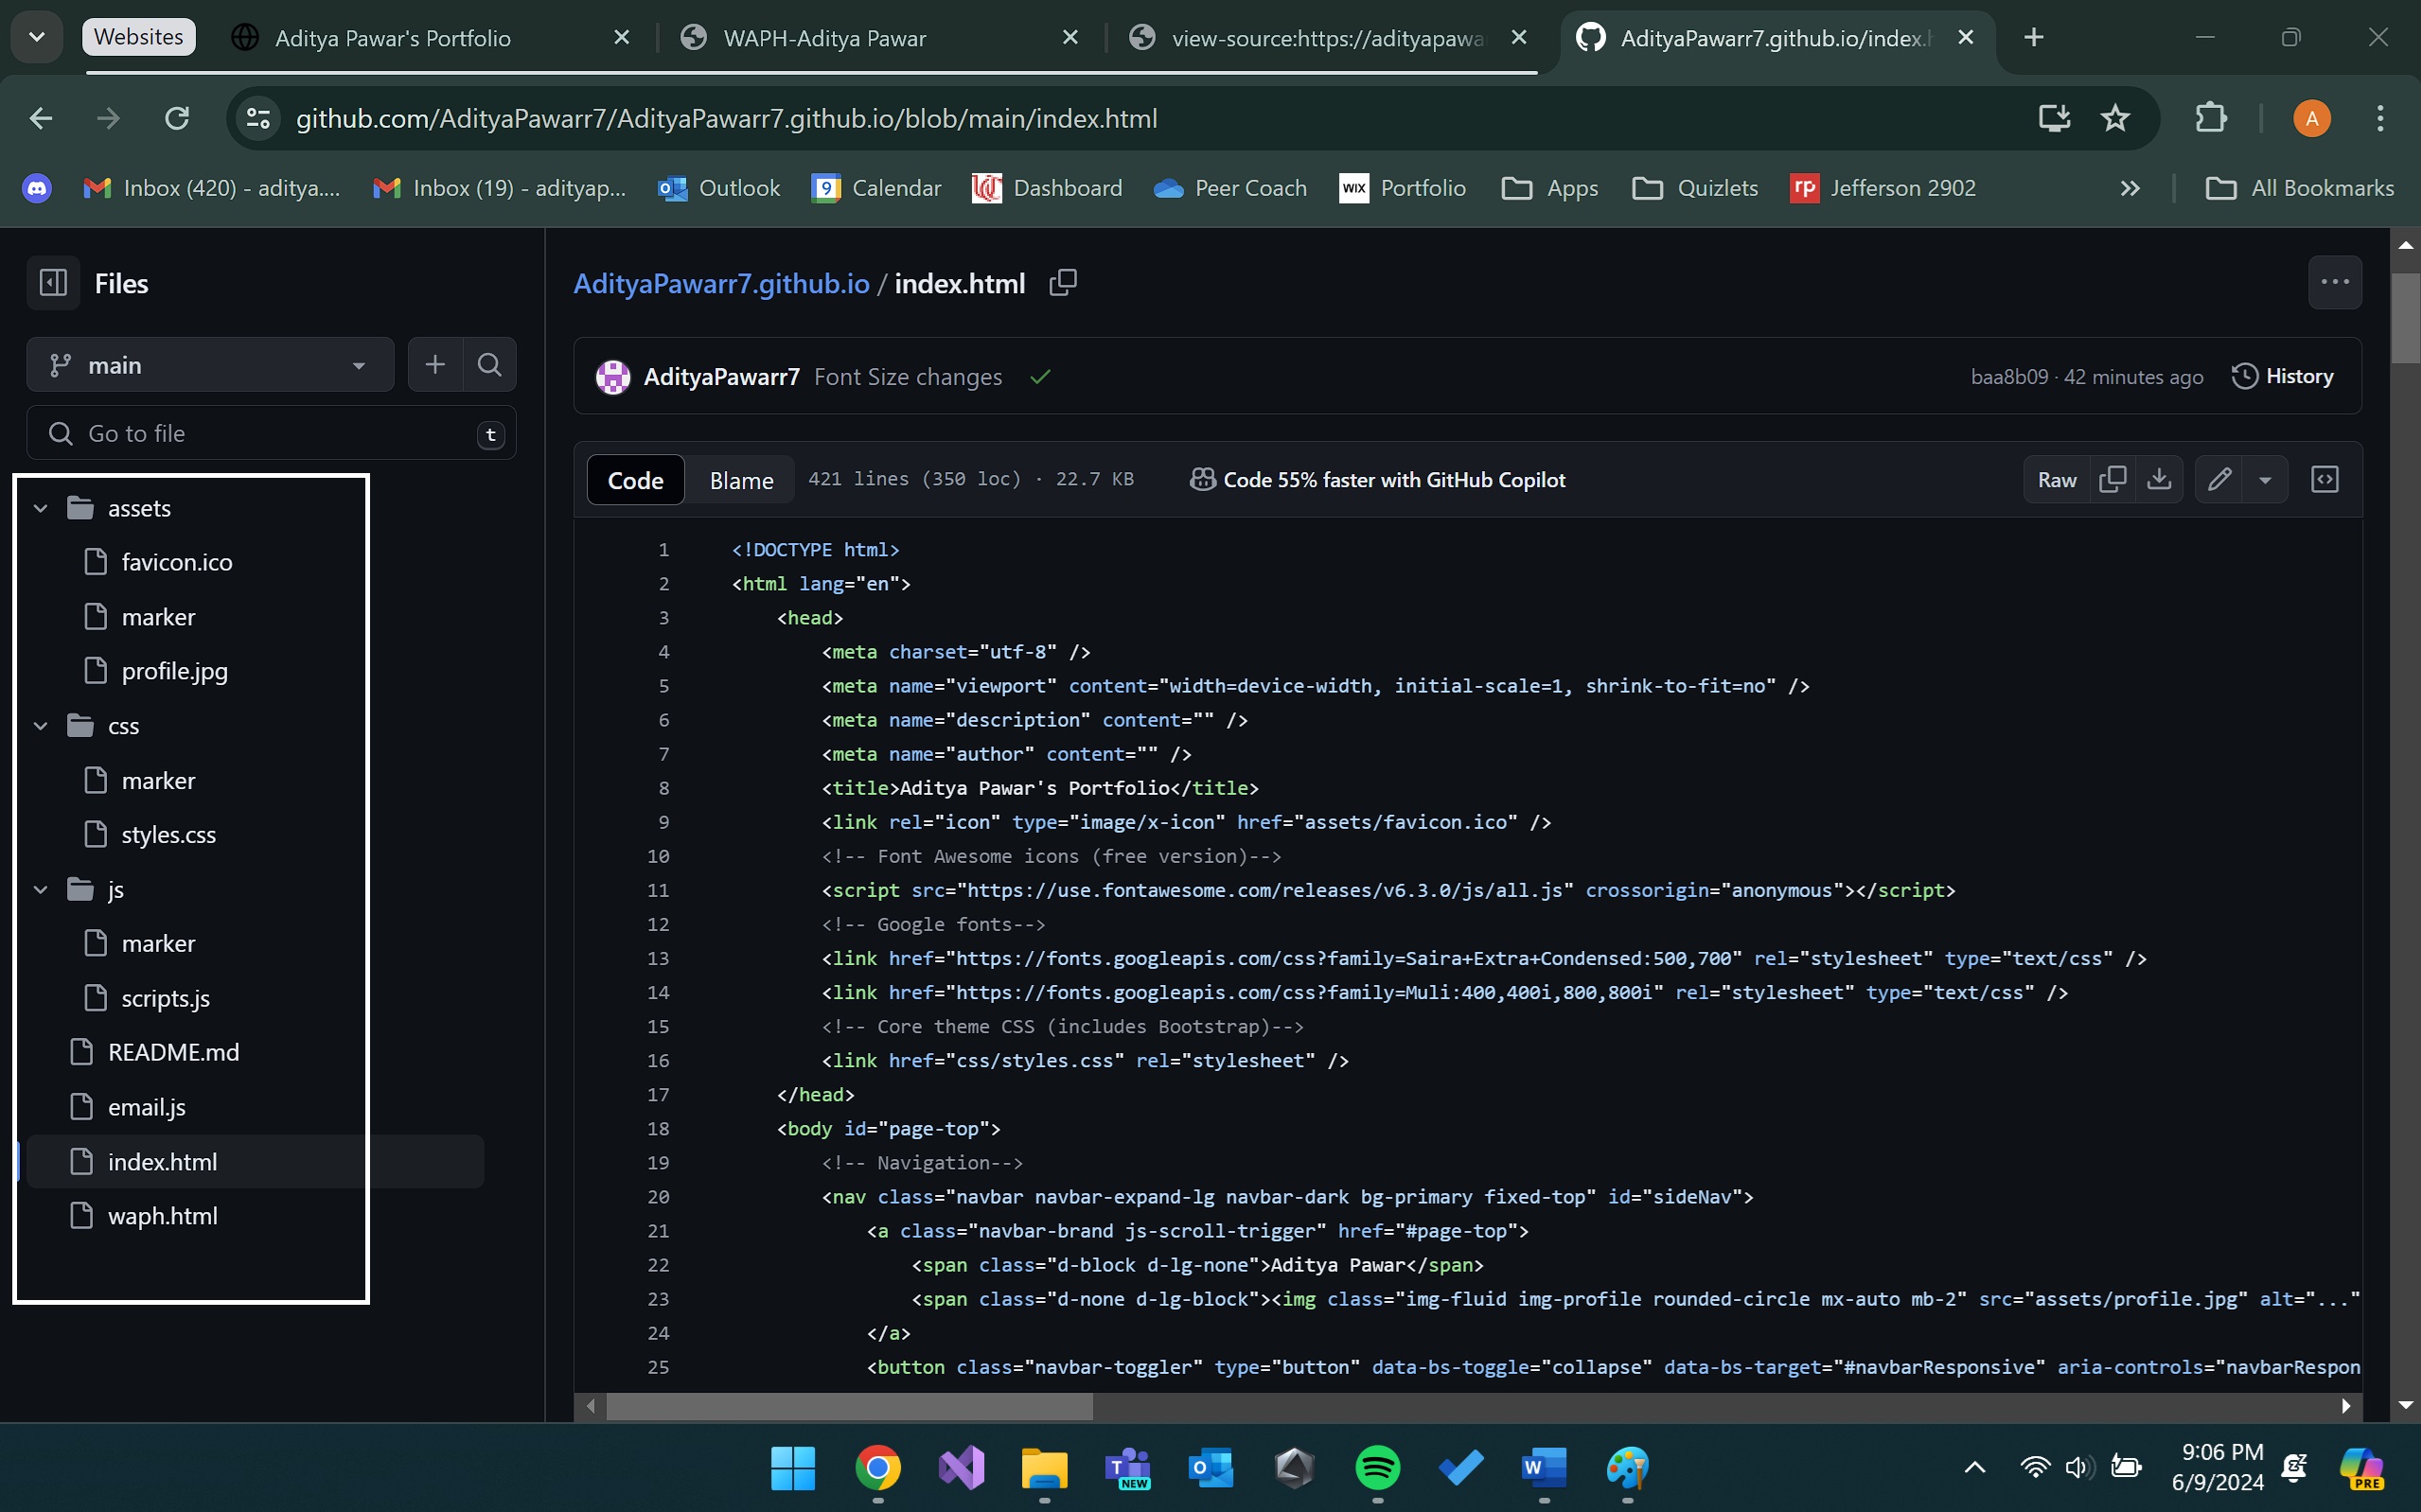 Websites
Aditya Pawar's Portfolio
WAPH-Aditya Pawar
view-source:https://adityapawa
AdityaPawarr7.github.io/index.h
github.com/AdityaPawarr7/AdityaPawarr7.github.io/blob/main/index.html
A
Inbox (420) - aditya....
Inbox (19) - adityap...
Outlook
9
Calendar
Dashboard
Peer Coach
WIX
Portfolio
Apps
Quizlets
rp
Jefferson 2902
All Bookmarks
Files
main
Go to file
t
assets
favicon.ico
marker
profile.jpg
css
marker
styles.css
js
marker
scripts.js
README.md
email.js
index.html
waph.html
AdityaPawarr7.github.io / index.html
AdityaPawarr7 Font Size changes
baa8b09 · 42 minutes ago
History
Code
Blame
421 lines (350 loc) · 22.7 KB
Code 55% faster with GitHub Copilot
Raw
1 <!DOCTYPE html>
2 <html lang="en">
3 <head>
4 <meta charset="utf-8" />
5 <meta name="viewport" content="width=device-width, initial-scale=1, shrink-to-fit=no" />
6 <meta name="description" content="" />
7 <meta name="author" content="" />
8 <title>Aditya Pawar's Portfolio</title>
9 <link rel="icon" type="image/x-icon" href="assets/favicon.ico" />
10 <!-- Font Awesome icons (free version)-->
11 <script src="https://use.fontawesome.com/releases/v6.3.0/js/all.js" crossorigin="anonymous"></script>
12 <!-- Google fonts-->
13 <link href="https://fonts.googleapis.com/css?family=Saira+Extra+Condensed:500,700" rel="stylesheet" type="text/css" />
14 <link href="https://fonts.googleapis.com/css?family=Muli:400,400i,800,800i" rel="stylesheet" type="text/css" />
15 <!-- Core theme CSS (includes Bootstrap)-->
16 <link href="css/styles.css" rel="stylesheet" />
17 </head>
18 <body id="page-top">
19 <!-- Navigation-->
20 <nav class="navbar navbar-expand-lg navbar-dark bg-primary fixed-top" id="sideNav">
21 <a class="navbar-brand js-scroll-trigger" href="#page-top">
22 <span class="d-block d-lg-none">Aditya Pawar</span>
23 <span class="d-none d-lg-block"><img class="img-fluid img-profile rounded-circle mx-auto mb-2" src="assets/profile.jpg" alt="..."
24 </a>
25 <button class="navbar-toggler" type="button" data-bs-toggle="collapse" data-bs-target="#navbarResponsive" aria-controls="navbarRespon
T
NEW
O
W
9:06 PM
6/9/2024
PRE